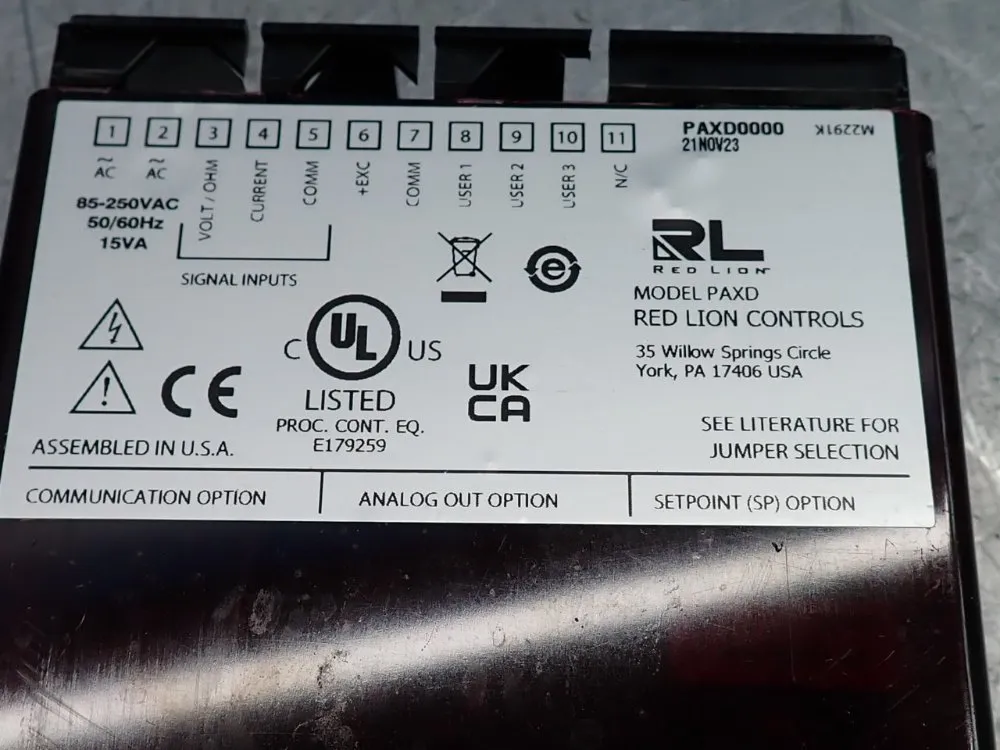 1 2 3 4 5 6 7 8 9 10 11
~ AC
~ AC
VOLT / OHM
CURRENT
COMM
+EXC
COMM
USER 1
USER 2
USER 3
N/C
PAXD0000
21NOV23
M2291K
85-250VAC
50/60Hz
15VA
SIGNAL INPUTS
e
RL
RED LION
MODEL PAXD
RED LION CONTROLS
35 Willow Springs Circle
York, PA 17406 USA
C UL US
LISTED
PROC. CONT. EQ.
E179259
CE
UK
CA
ASSEMBLED IN U.S.A.
SEE LITERATURE FOR
JUMPER SELECTION
COMMUNICATION OPTION
ANALOG OUT OPTION
SETPOINT (SP) OPTION